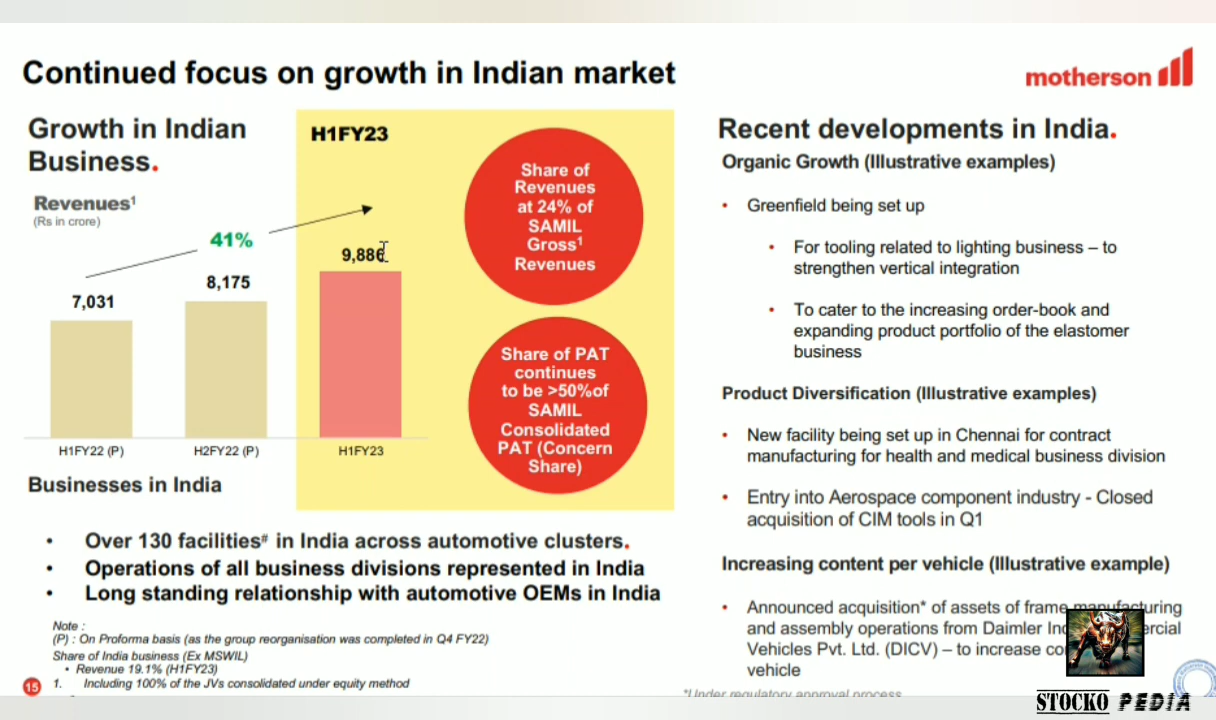 Continued focus on growth in Indian market
motherson
Growth in Indian
Business.
Revenues¹
(Rs in crore)
41%
7,031
8,175
9,886
H1FY22 (P)
H2FY22 (P)
H1FY23
H1FY23
Share of
Revenues
at 24% of
SAMIL
Gross¹
Revenues
Share of PAT
continues
to be >50%of
SAMIL
Consolidated
PAT (Concern
Share)
Businesses in India
• Over 130 facilities# in India across automotive clusters.
• Operations of all business divisions represented in India
• Long standing relationship with automotive OEMs in India
Note :
(P) : On Proforma basis (as the group reorganisation was completed in Q4 FY22)
Share of India business (Ex MSWIL)
• Revenue 19.1% (H1FY23)
1. Including 100% of the JVs consolidated under equity method
15
Recent developments in India.
Organic Growth (Illustrative examples)
• Greenfield being set up
• For tooling related to lighting business – to
strengthen vertical integration
• To cater to the increasing order-book and
expanding product portfolio of the elastomer
business
Product Diversification (Illustrative examples)
• New facility being set up in Chennai for contract
manufacturing for health and medical business division
• Entry into Aerospace component industry - Closed
acquisition of CIM tools in Q1
Increasing content per vehicle (Illustrative example)
• Announced acquisition* of assets of frame manufacturing
and assembly operations from Daimler
Vehicles Pvt. Ltd. (DICV) – to increase
vehicle
*Under regulatory approval process
STOCKO PEDIA